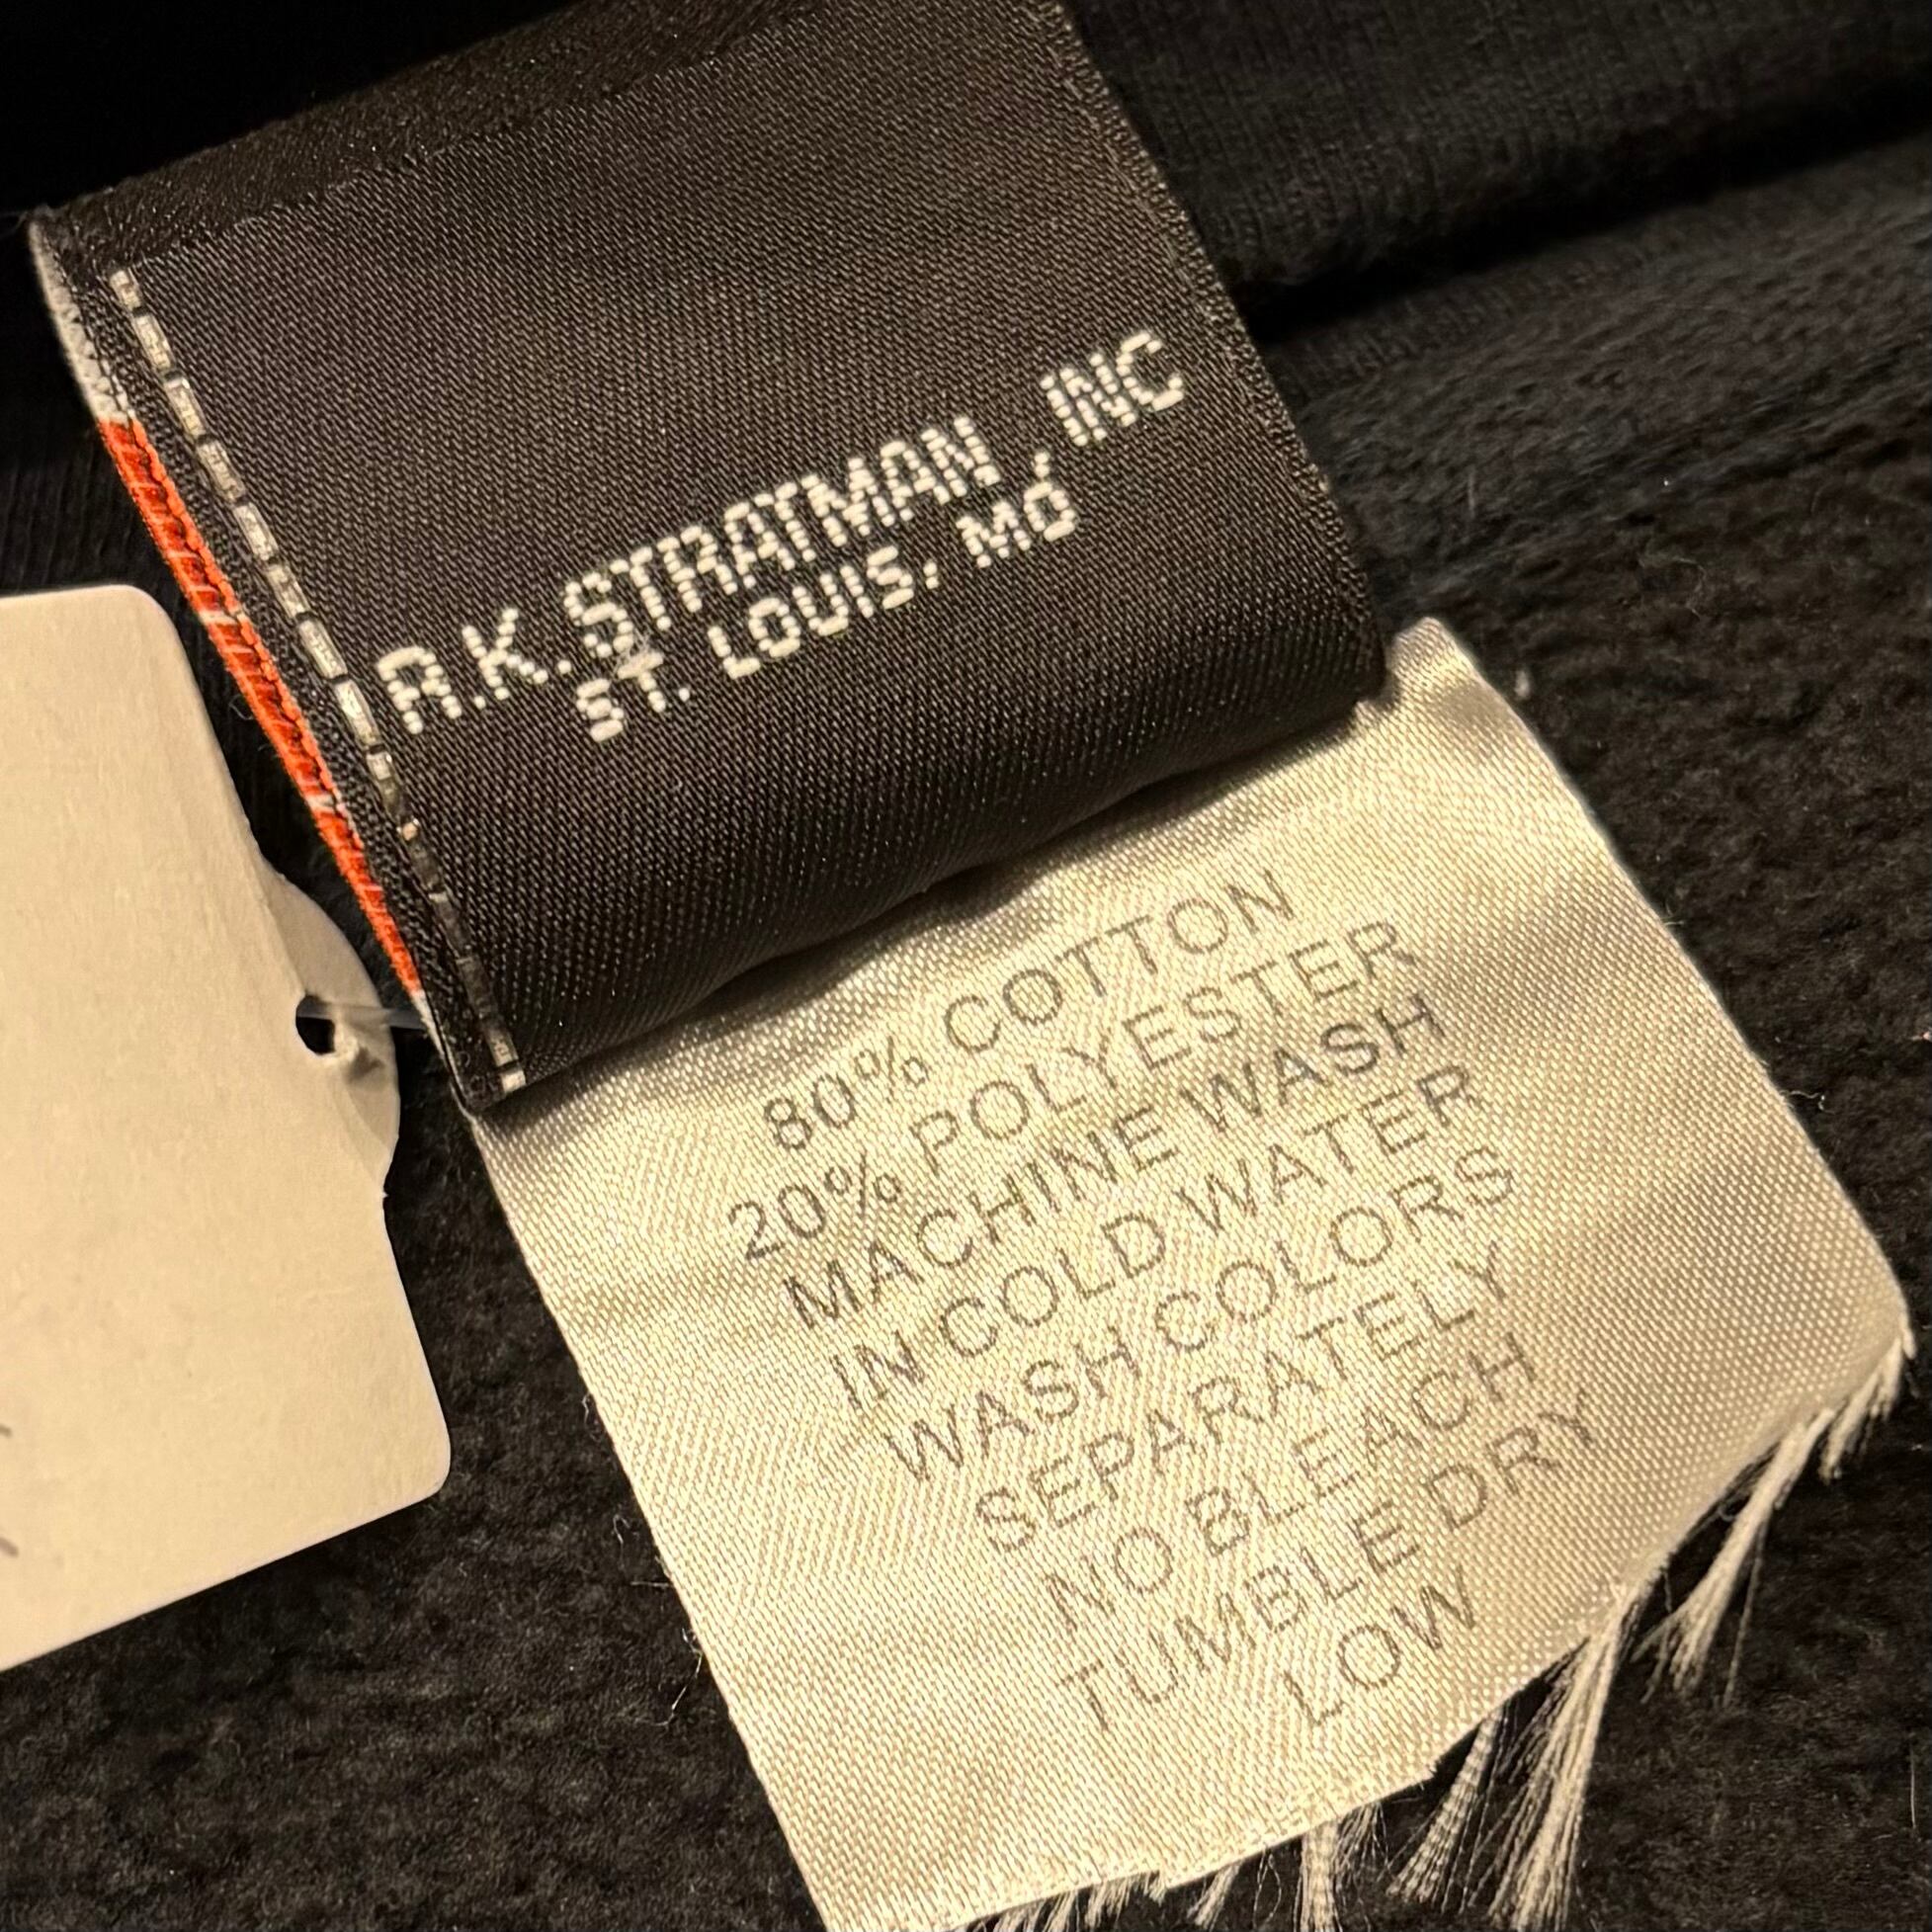 R.K.STRATMAN, INC
ST. LOUIS, MO
80% COTTON
20% POLYESTER
MACHINE WASH
IN COLD WATER
WASH COLORS
SEPARATELY
NO BLEACH
TUMBLE DRY
LOW